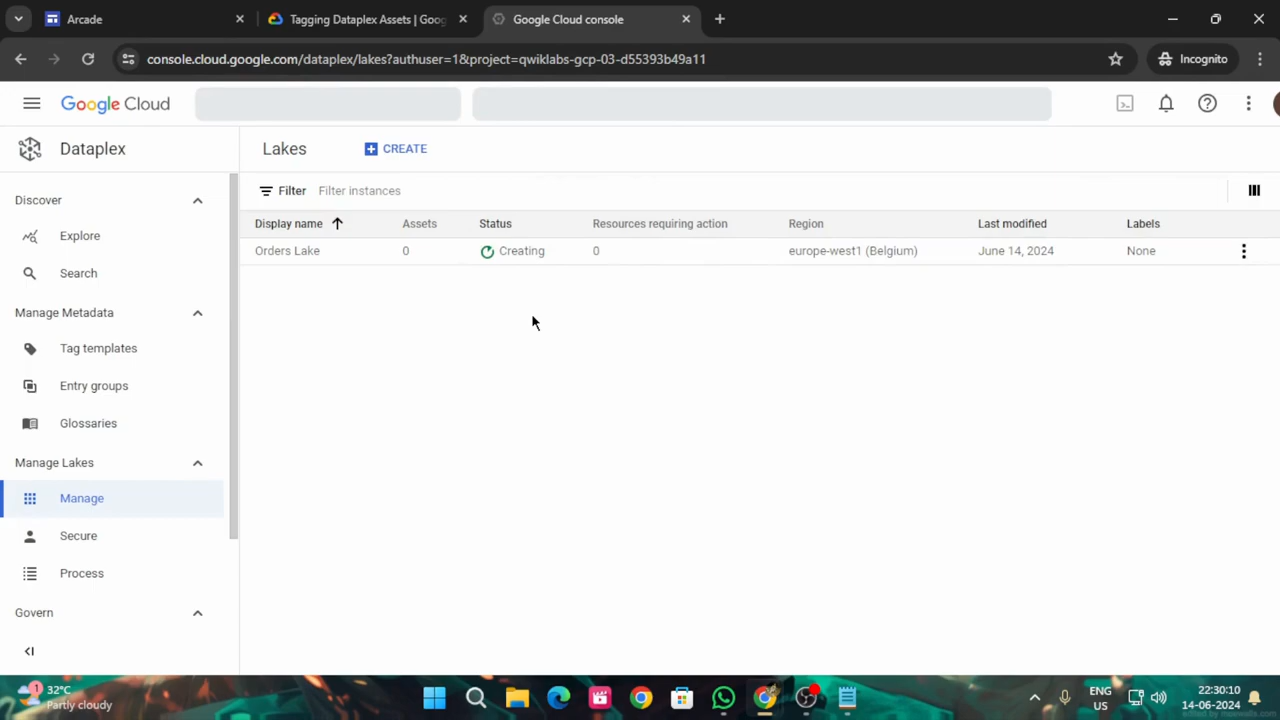 Arcade
Tagging Dataplex Assets | Goog
Google Cloud console
console.cloud.google.com/dataplex/lakes?authuser=1&project=qwiklabs-gcp-03-d55393b49a11
Incognito
Google Cloud
Dataplex
Lakes
CREATE
Discover
Filter
Filter instances
Display name
Assets
Status
Resources requiring action
Region
Last modified
Labels
Orders Lake
0
Creating
0
europe-west1 (Belgium)
June 14, 2024
None
Explore
Search
Manage Metadata
Tag templates
Entry groups
Glossaries
Manage Lakes
Manage
Secure
Process
Govern
1
32°C
Partly cloudy
ENG
US
22:30:10
14-06-2024